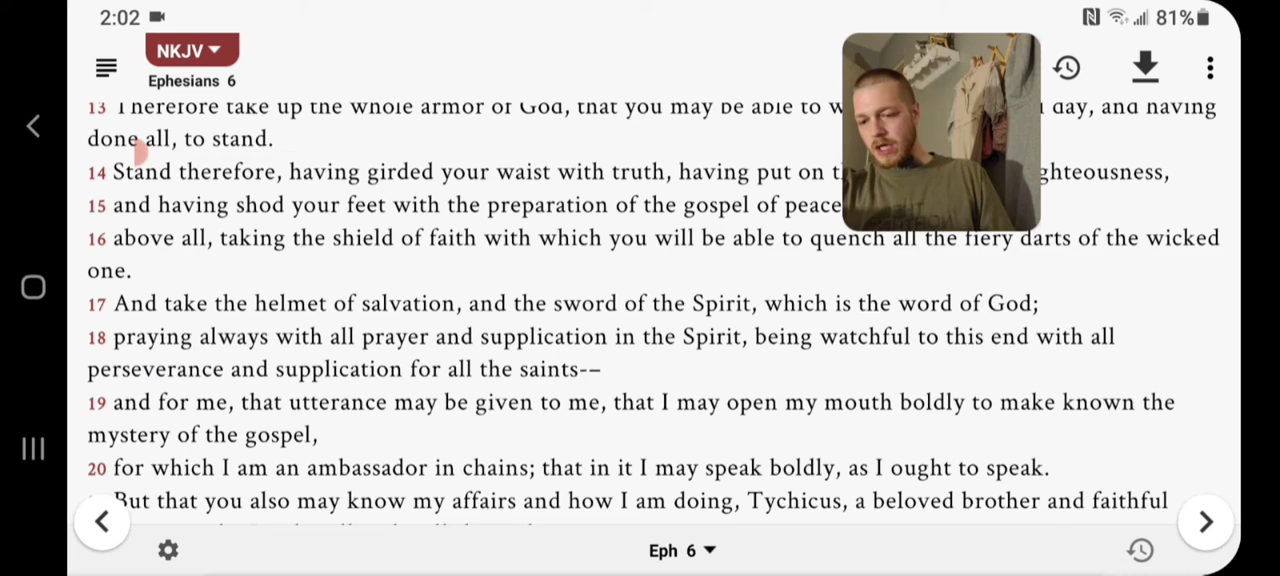 2:02 81%
NKJV
Ephesians 6
13 Therefore take up the whole armor of God, that you may be able to w day, and having
done all, to stand.
14 Stand therefore, having girded your waist with truth, having put on
15 and having shod your feet with the preparation of the gospel of peace
16 above all, taking the shield of faith with which you will be able to quench all the fiery darts of the wicked
one.
17 And take the helmet of salvation, and the sword of the Spirit, which is the word of God;
18 praying always with all prayer and supplication in the Spirit, being watchful to this end with all
perseverance and supplication for all the saints--
19 and for me, that utterance may be given to me, that I may open my mouth boldly to make known the
mystery of the gospel,
20 for which I am an ambassador in chains; that in it I may speak boldly, as I ought to speak.
But that you also may know my affairs and how I am doing, Tychicus, a beloved brother and faithful
Eph 6